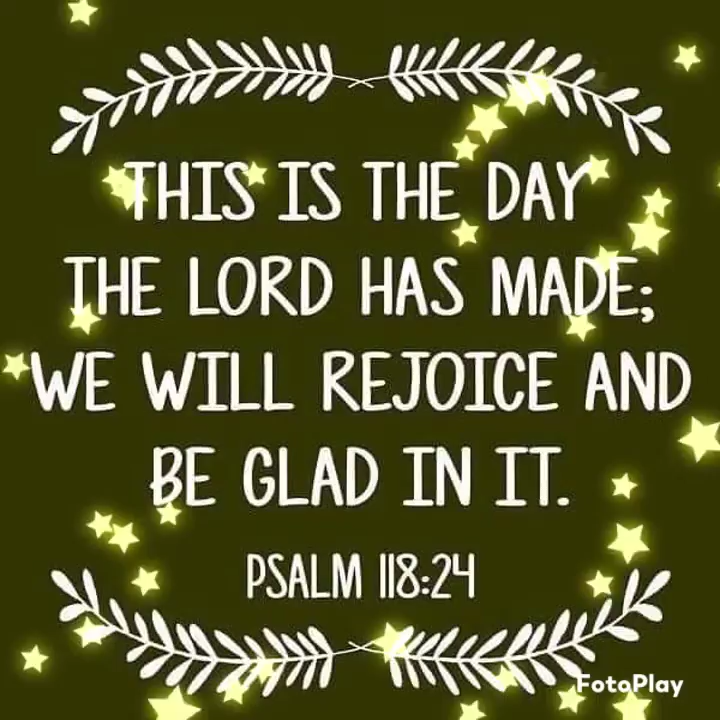 THIS IS THE DAY
THE LORD HAS MADE;
WE WILL REJOICE AND
BE GLAD IN IT.
PSALM 118:24
FotoPlay